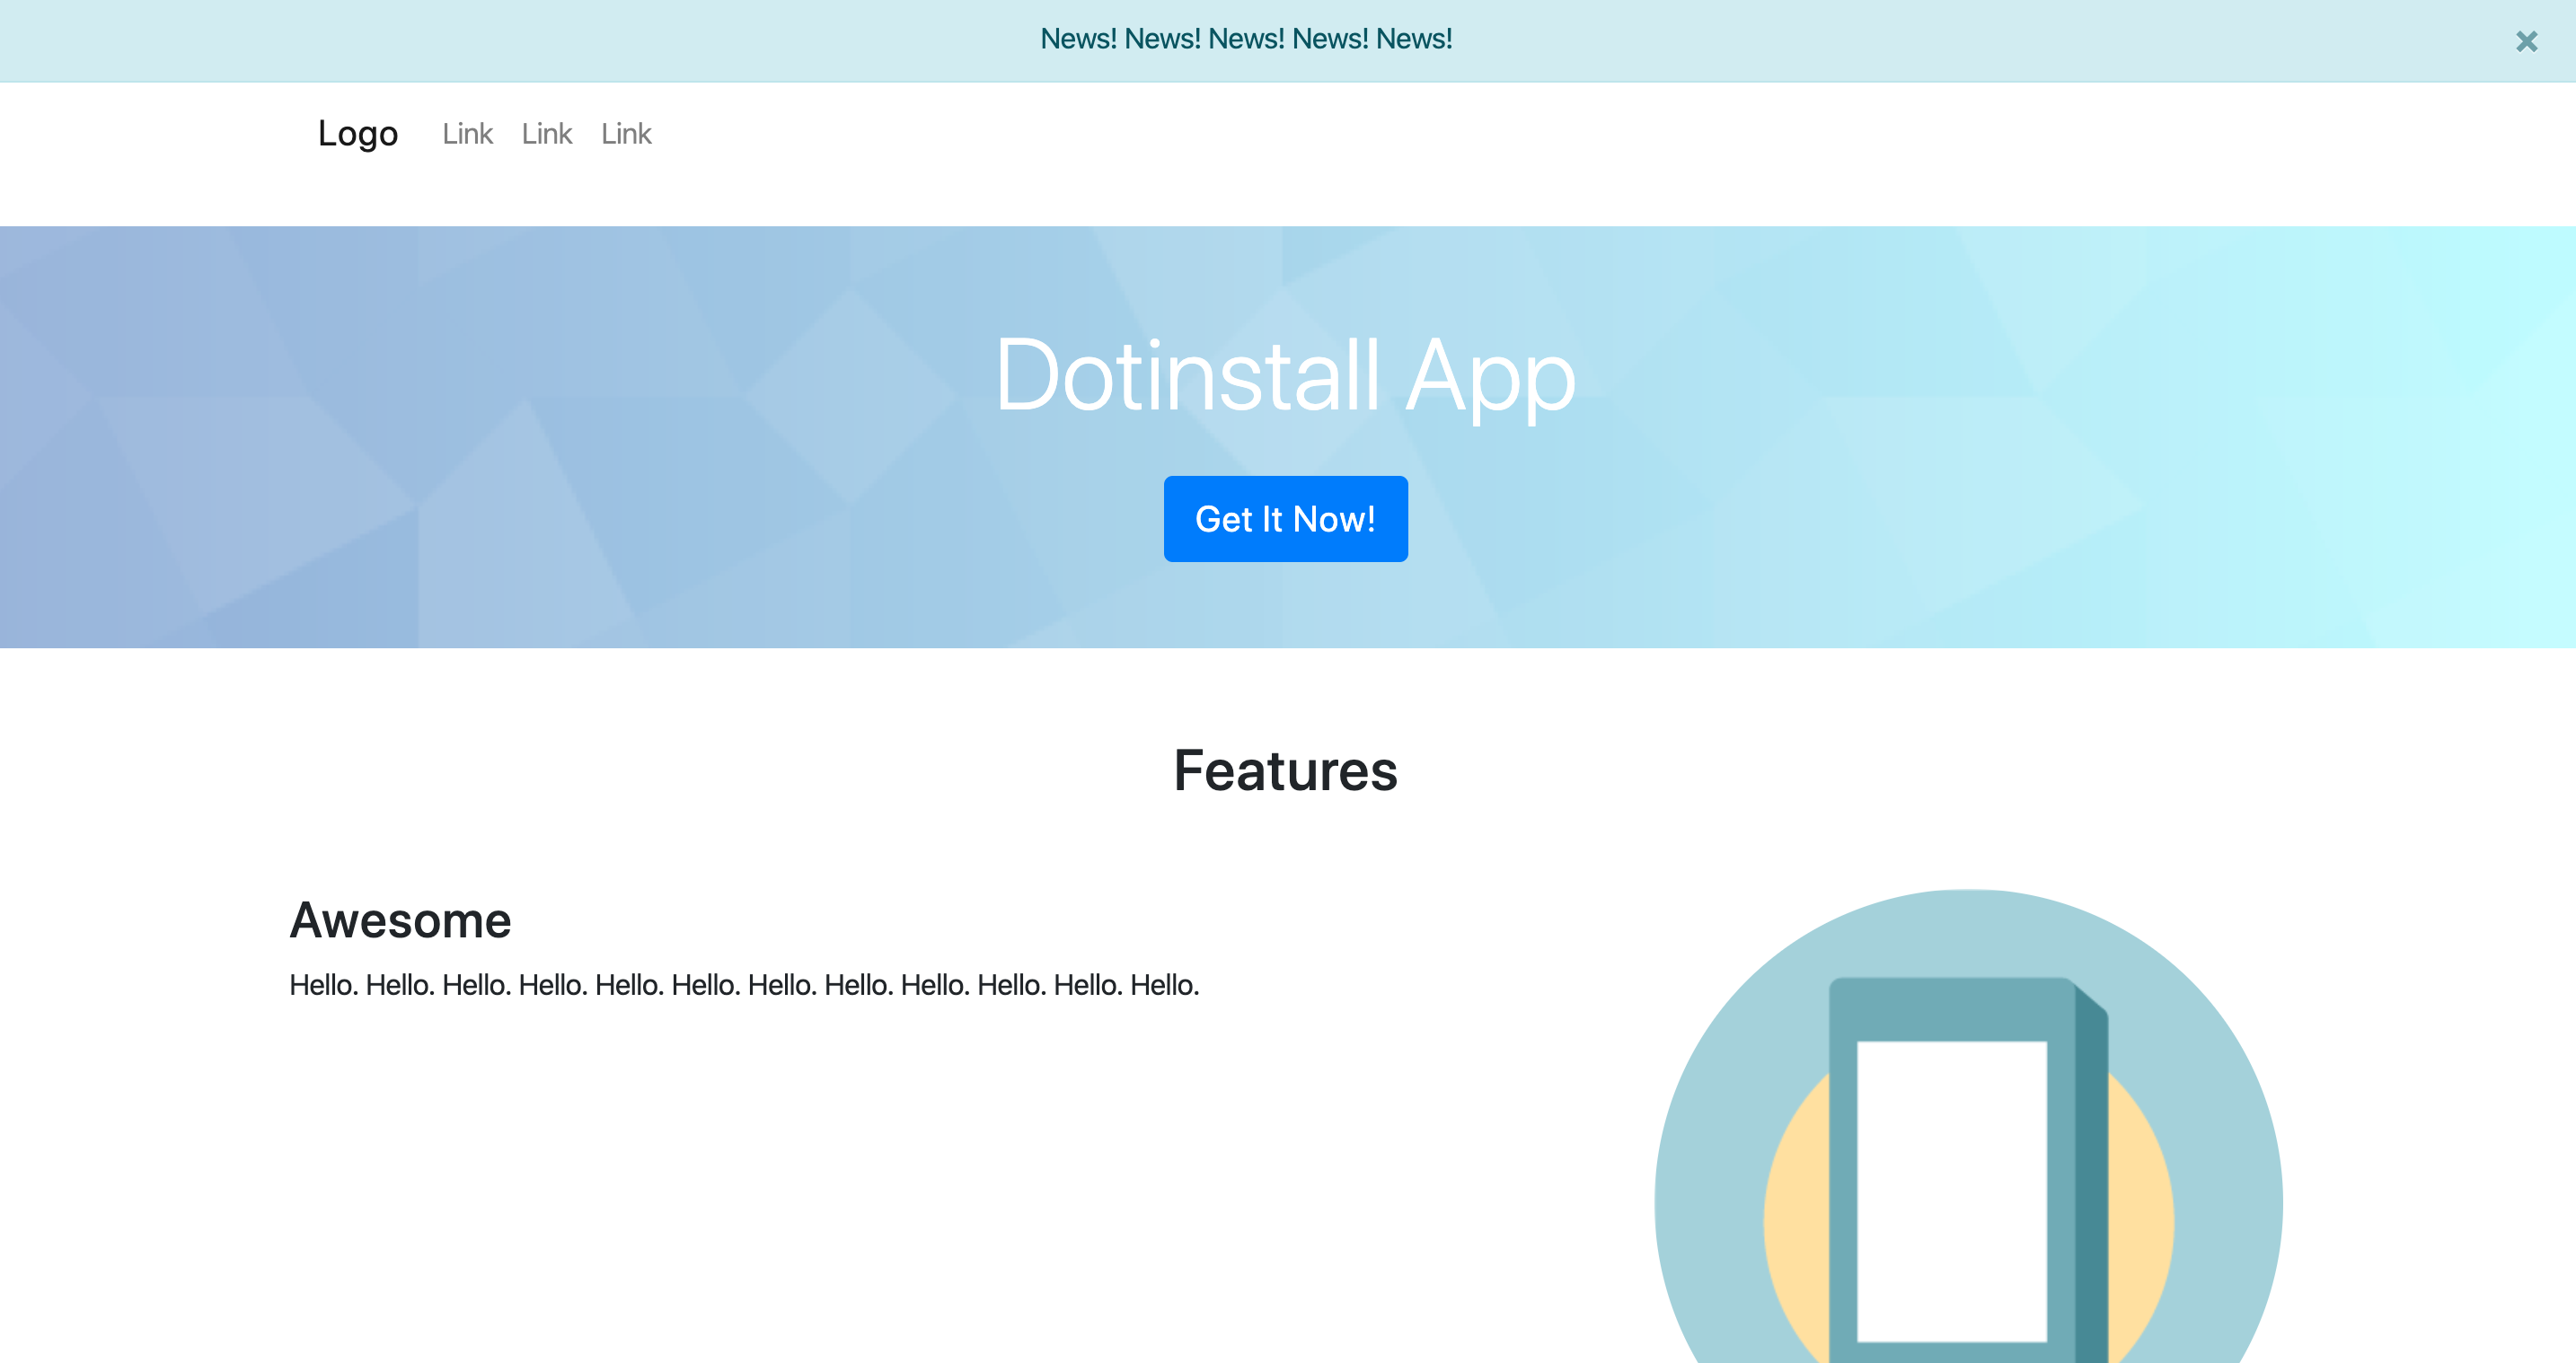 News! News! News! News! News!
×
Logo Link Link Link
Dotinstall App
Get It Now!
Features
Awesome
Hello. Hello. Hello. Hello. Hello. Hello. Hello. Hello. Hello. Hello. Hello. Hello.